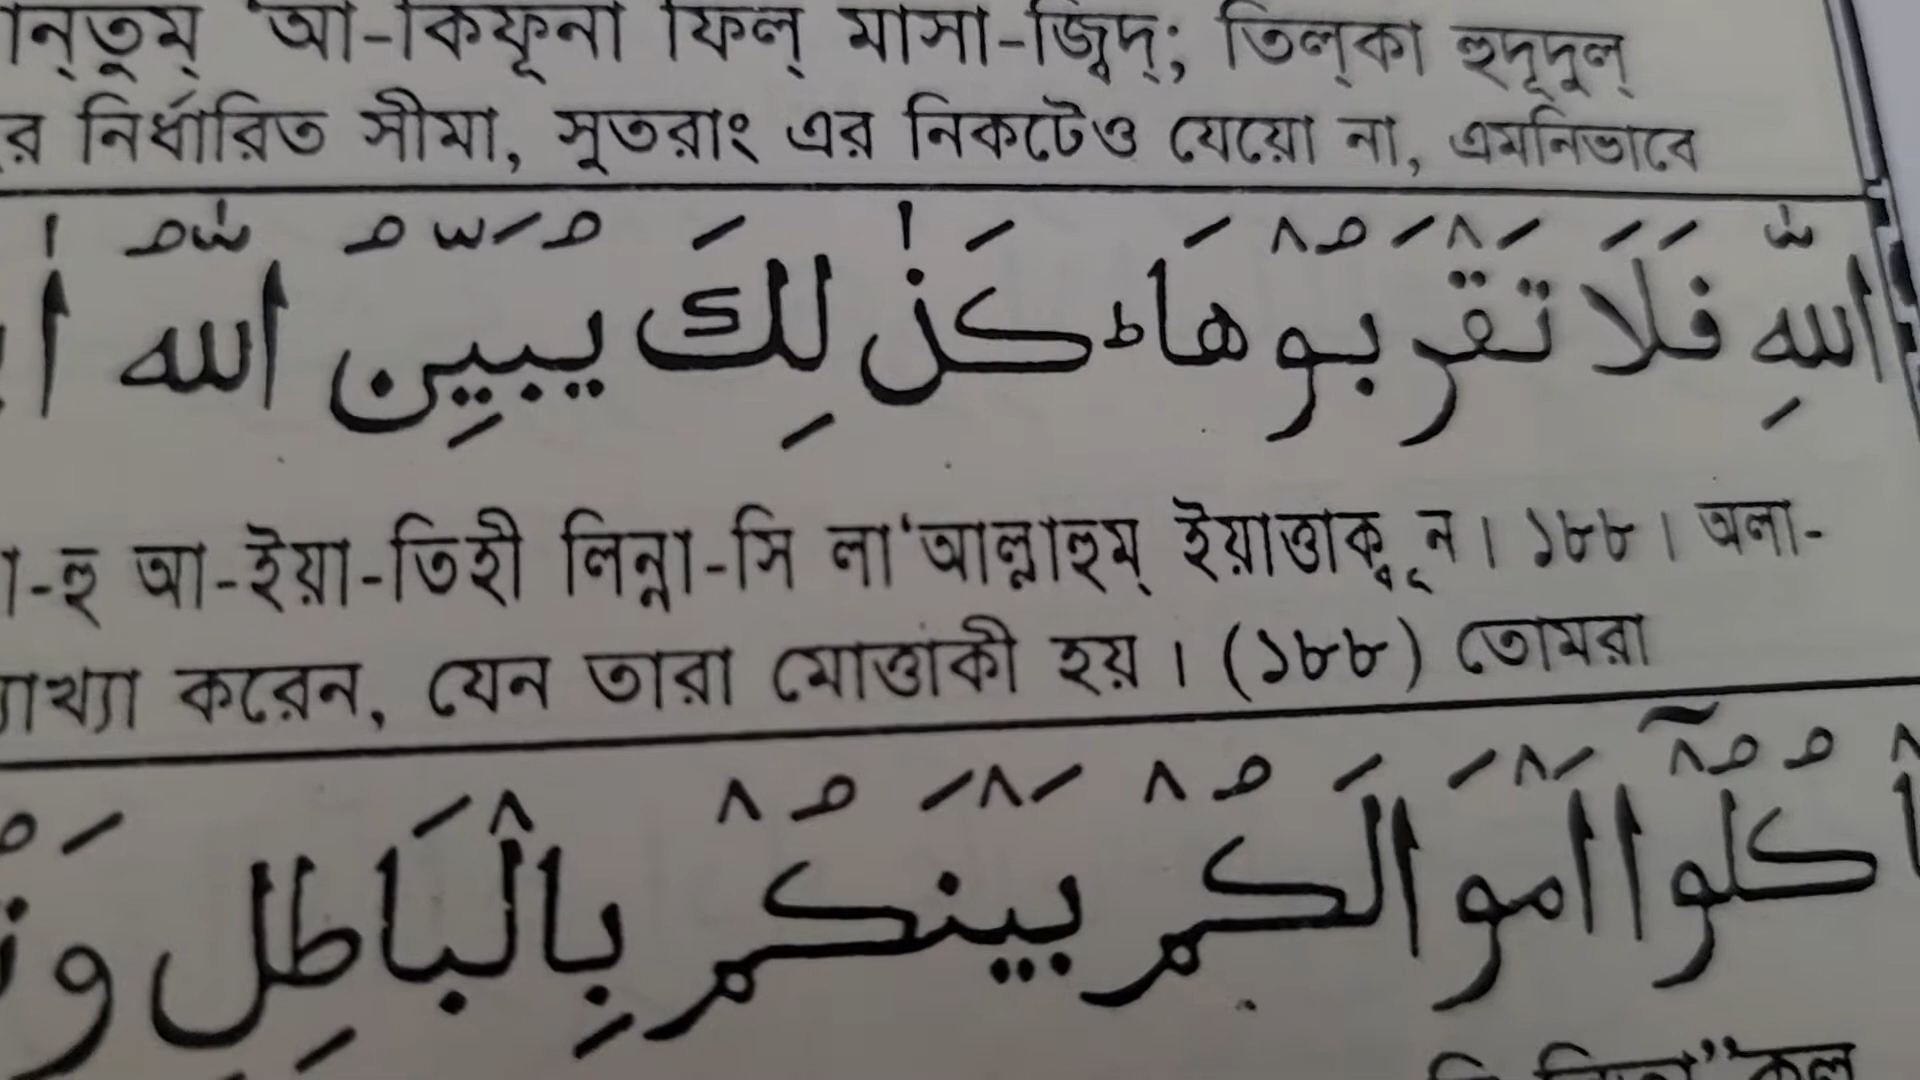 ন্তুম্ 'আ-কিফূনা ফিল্ মাসা-জ্বিদ্; তিল্কা হুদূদুল্
র নির্ধারিত সীমা, সুতরাং এর নিকটেও যেয়ো না, এমনিভাবে
اللّٰهِ فَلَا تَقْرَبُوْهَا ؕ كَذٰلِكَ يُبَيِّنُ اللّٰهُ
-হু আ-ইয়া-তিহী লিন্না-সি লা'আল্লাহুম্ ইয়াত্তাকূন। ১৮৮। অলা-
করেন, যেন তারা মোত্তাকী হয়। (১৮৮) তোমরা
كُلُوْۤا اَمْوَالَكُمْ بَيْنَكُمْ بِالْبَاطِلِ